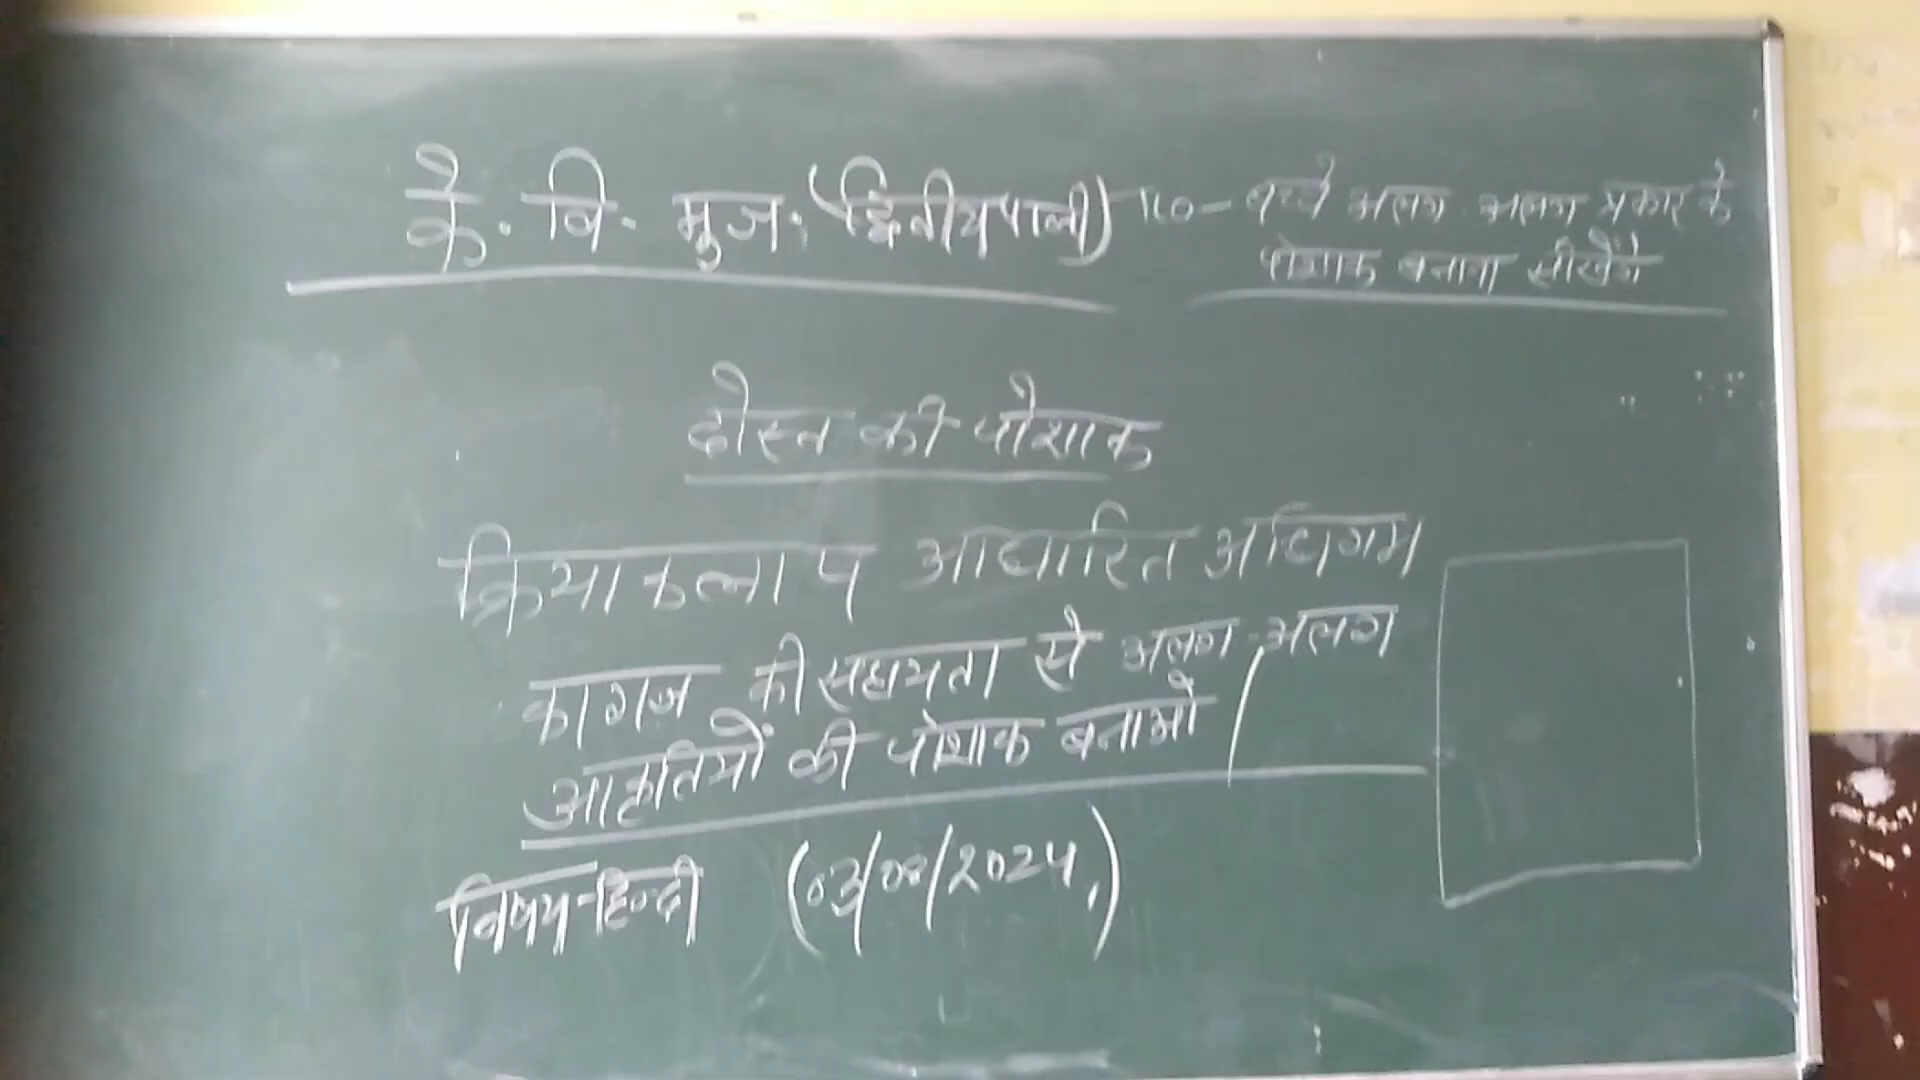 के. वि. मुज. (द्वितीय पाली)
TLO - बच्चे अलग अलग प्रकार के
पोशाक बनाना सीखेंगे
दोस्त की पोशाक
क्रियाकलाप आधारित अधिगम
कागज की सहायता से अलग-अलग
आकृतियों की पोशाक बनाओ।
विषय-हिन्दी (03/08/2024.)